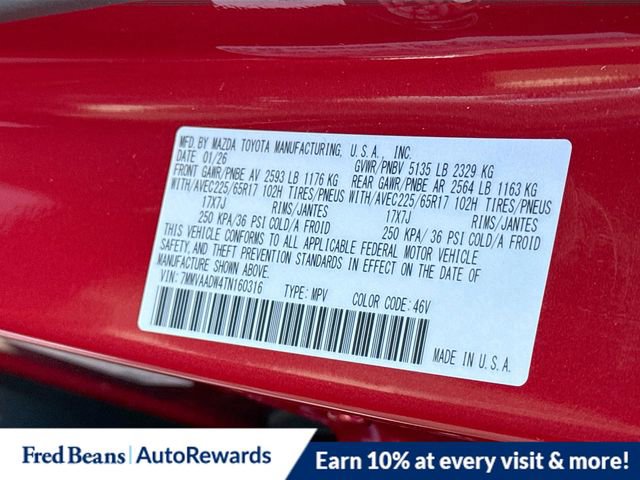 MFD. BY MAZDA TOYOTA MANUFACTURING, U.S.A., INC.
DATE 01/26 GVWR/PNBV 5135 LB 2329 KG
FRONT GAWR/PNBE AV 2593 LB 1176 KG REAR GAWR/PNBE AR 2564 LB 1163 KG
WITH/AVEC225/65R17 102H TIRES/PNEUS WITH/AVEC225/65R17 102H TIRES/PNEUS
17X7J RIMS/JANTES 17X7J RIMS/JANTES
250 KPA/36 PSI COLD/A FROID 250 KPA/36 PSI COLD/A FROID
THIS VEHICLE CONFORMS TO ALL APPLICABLE FEDERAL MOTOR VEHICLE
SAFETY, AND THEFT PREVENTION STANDARDS IN EFFECT ON THE DATE OF
MANUFACTURE SHOWN ABOVE.
VIN: 7MMVAADW4TN160316 TYPE: MPV COLOR CODE: 46V
MADE IN U.S.A.
Fred Beans AutoRewards
Earn 10% at every visit & more!